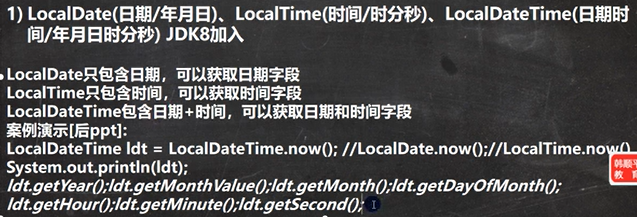 1) LocalDate(日期/年月日)、LocalTime(时间/时分秒)、LocalDateTime(日期时
间/年月日时分秒) JDK8加入
LocalDate只包含日期，可以获取日期字段
LocalTime只包含时间，可以获取时间字段
LocalDateTime包含日期+时间，可以获取日期和时间字段
案例演示[后ppt]:
LocalDateTime ldt = LocalDateTime.now(); //LocalDate.now();//LocalTime.now()
System.out.println(ldt);
ldt.getYear();ldt.getMonthValue();ldt.getMonth();ldt.getDayOfMonth();
ldt.getHour();ldt.getMinute();ldt.getSecond();
韩顺平
教育